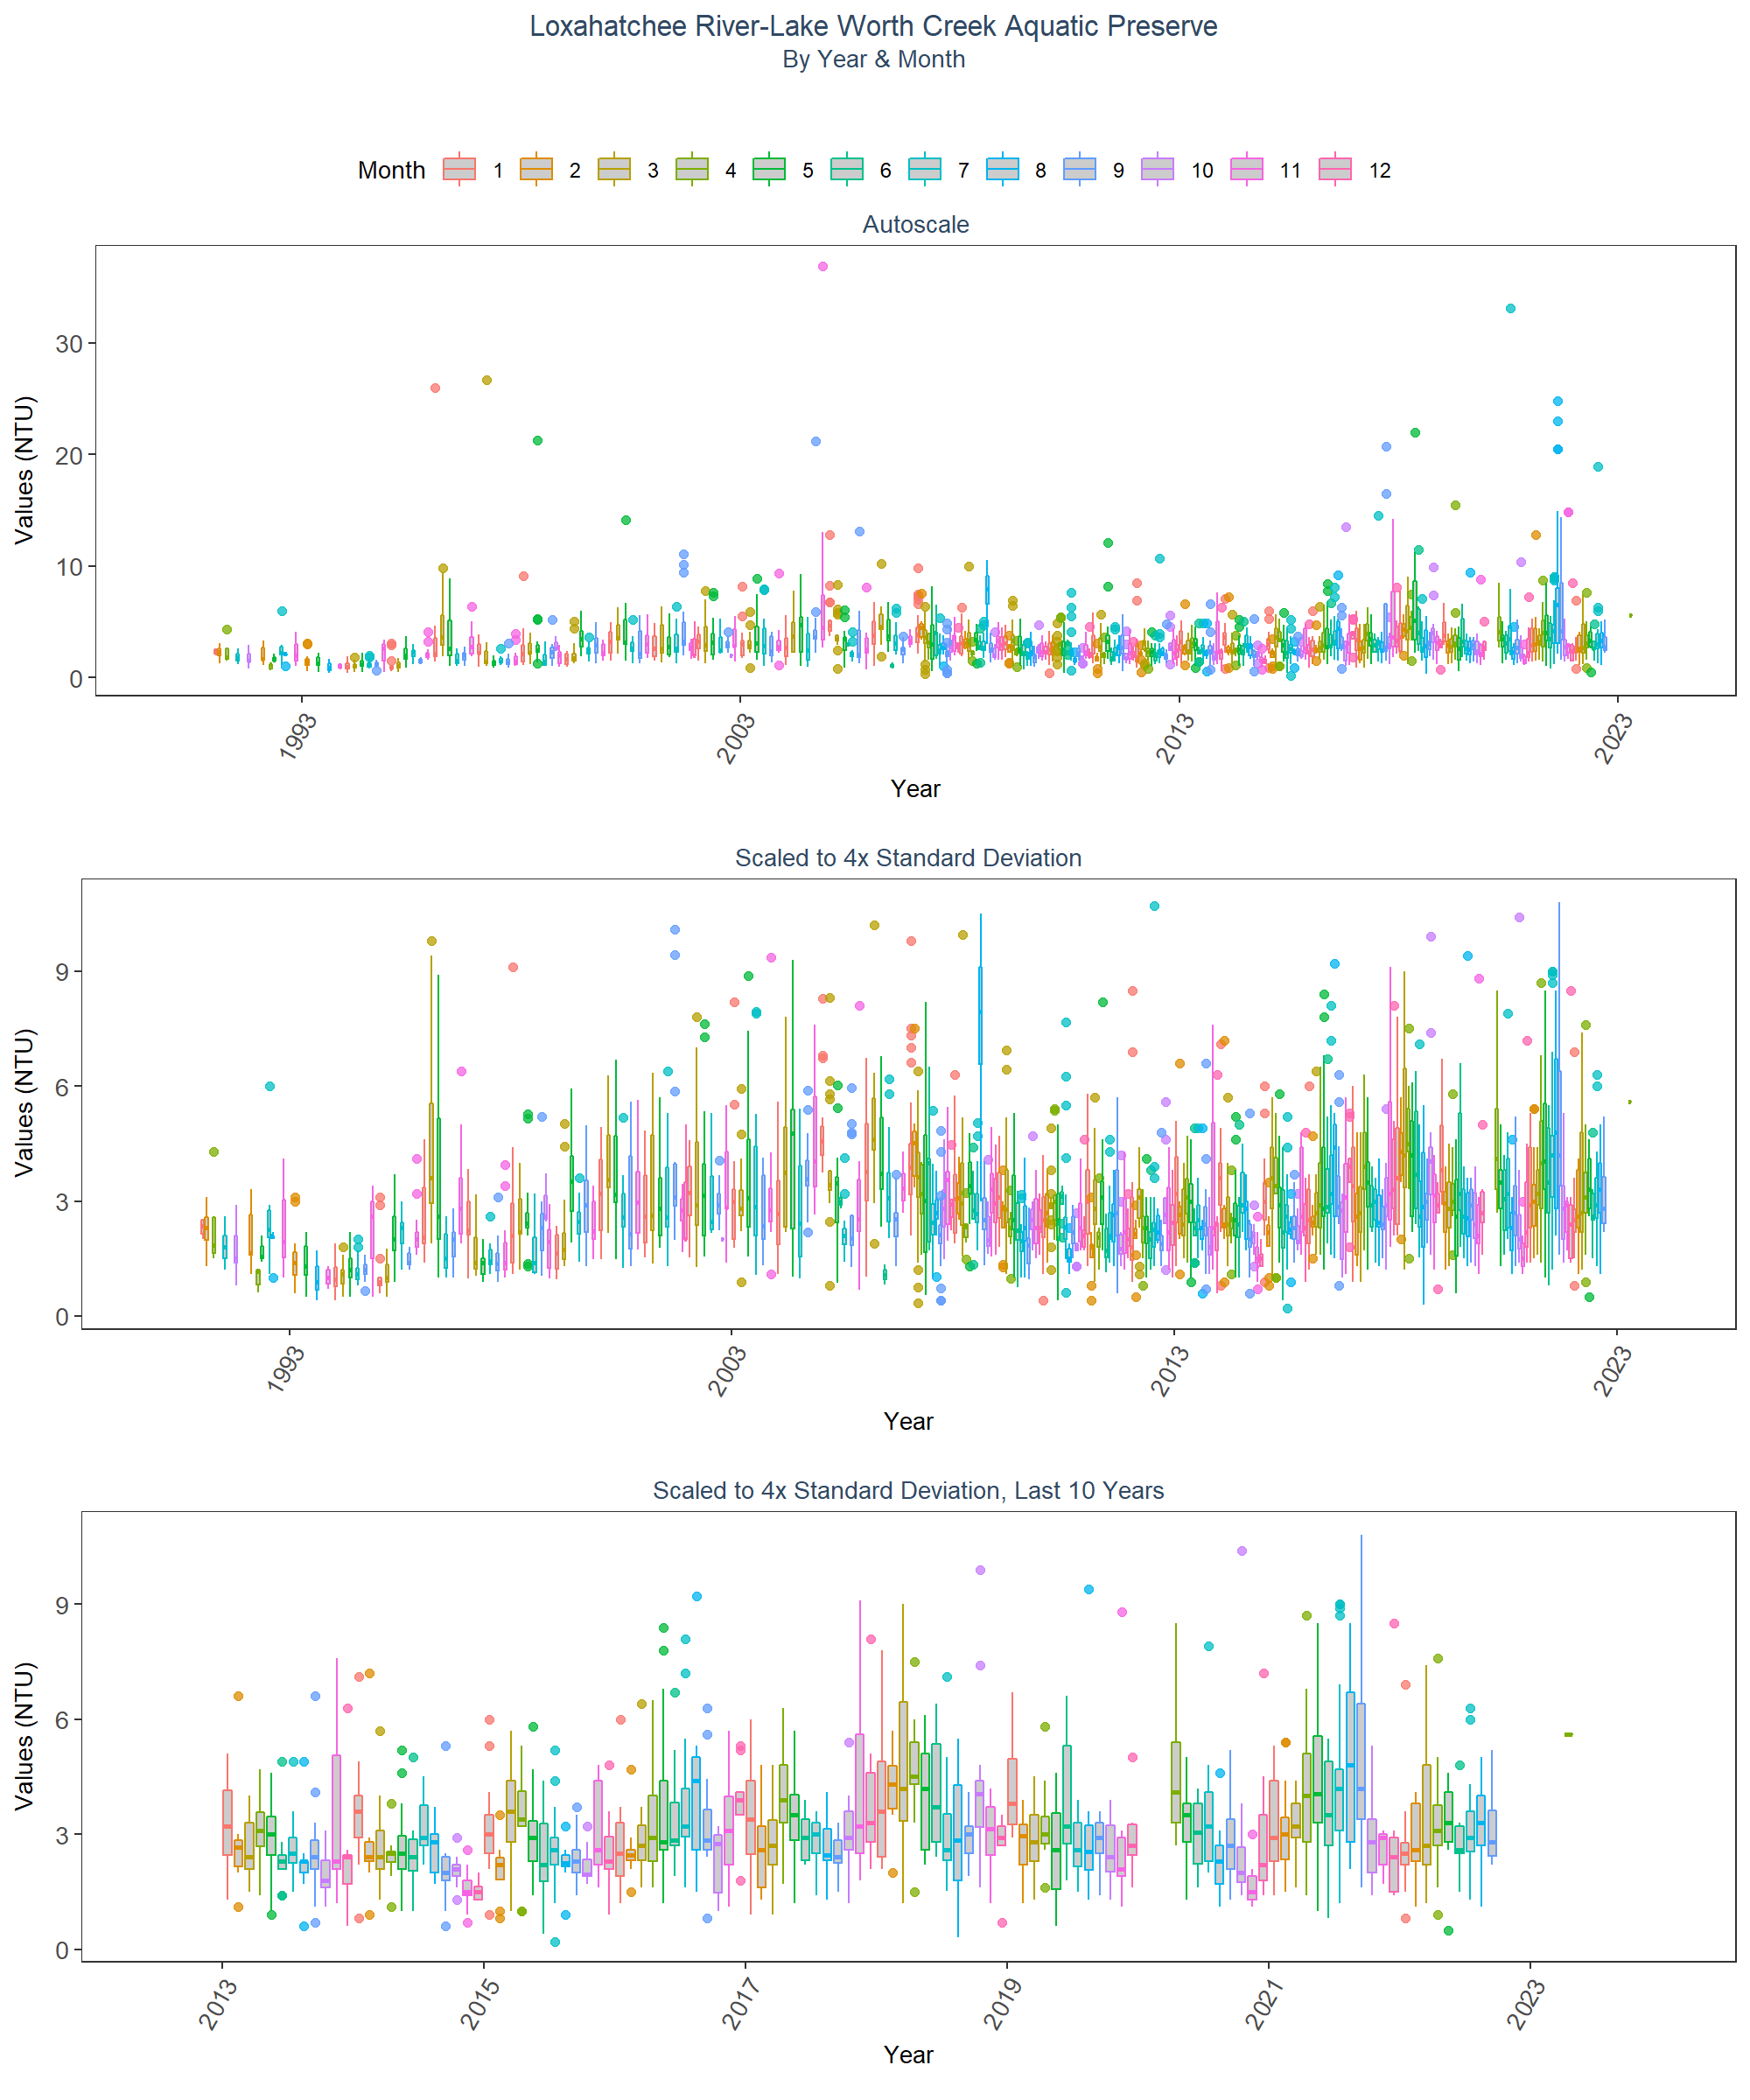 Loxahatchee River-Lake Worth Creek Aquatic Preserve
By Year & Month
Month 1 2 3 4 5 6 7 8 9 10 11 12
Autoscale
Values (NTU)
30
20
10
0
1993 2003 2013 2023
Year
Scaled to 4x Standard Deviation
Values (NTU)
9
6
3
0
1993 2003 2013 2023
Year
Scaled to 4x Standard Deviation, Last 10 Years
Values (NTU)
9
6
3
0
2013 2015 2017 2019 2021 2023
Year